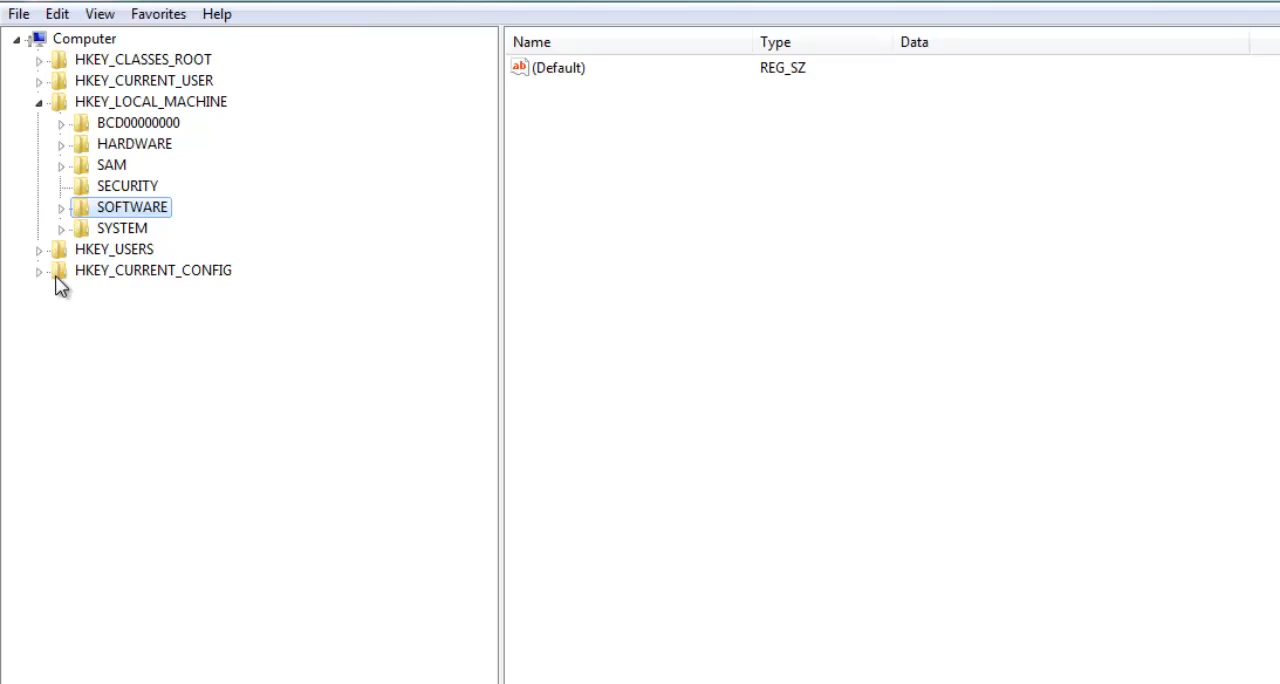 File Edit View Favorites Help
Computer
HKEY_CLASSES_ROOT
HKEY_CURRENT_USER
HKEY_LOCAL_MACHINE
BCD00000000
HARDWARE
SAM
SECURITY
SOFTWARE
SYSTEM
HKEY_USERS
HKEY_CURRENT_CONFIG
Name Type Data
ab (Default) REG_SZ